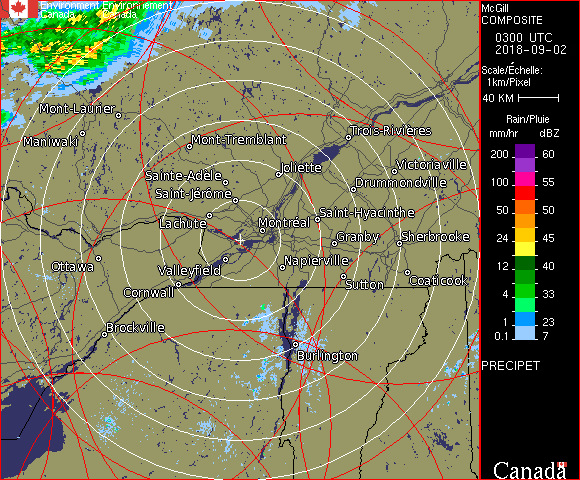 Environment Environnement
Canada Canada
Mont-Laurier
Maniwaki
Mont-Tremblant
Trois-Rivières
Joliette
Victoriaville
Sainte-Adèle
Drummondville
Saint-Jérôme
Saint-Hyacinthe
Lachute
Montréal
Granby
Sherbrooke
Ottawa
Valleyfield
Napierville
Coaticook
Cornwall
Sutton
Brockville
Burlington
McGill
COMPOSITE
0300 UTC
2018-09-02
Scale/Échelle:
1km/Pixel
40 KM
Rain/Pluie
mm/hr dBZ
200 60
57
100 55
50 50
24 45
12 40
4 33
1 23
0.1 7
PRECIPET
Canada